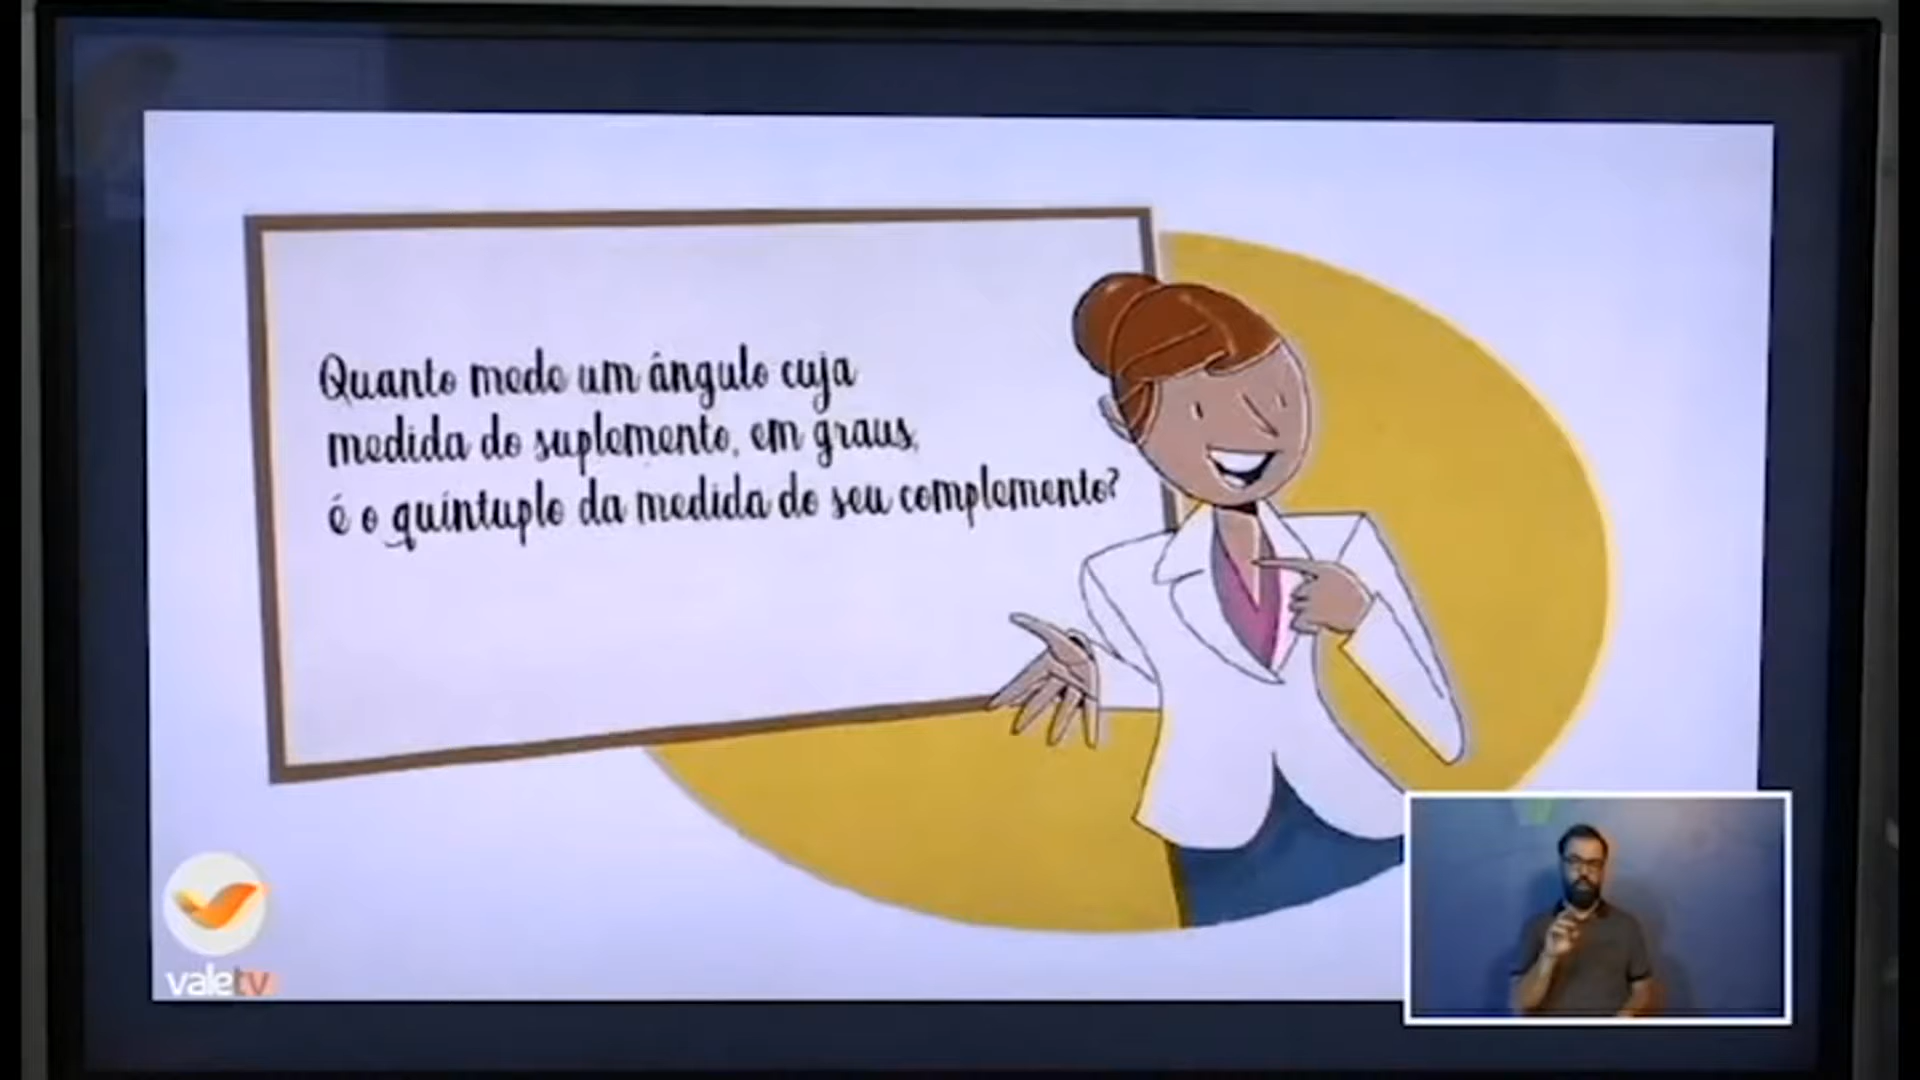 Quanto mede um ângulo cuja
medida do suplemento, em graus,
é o quíntuplo da medida do seu complemento?
valetv